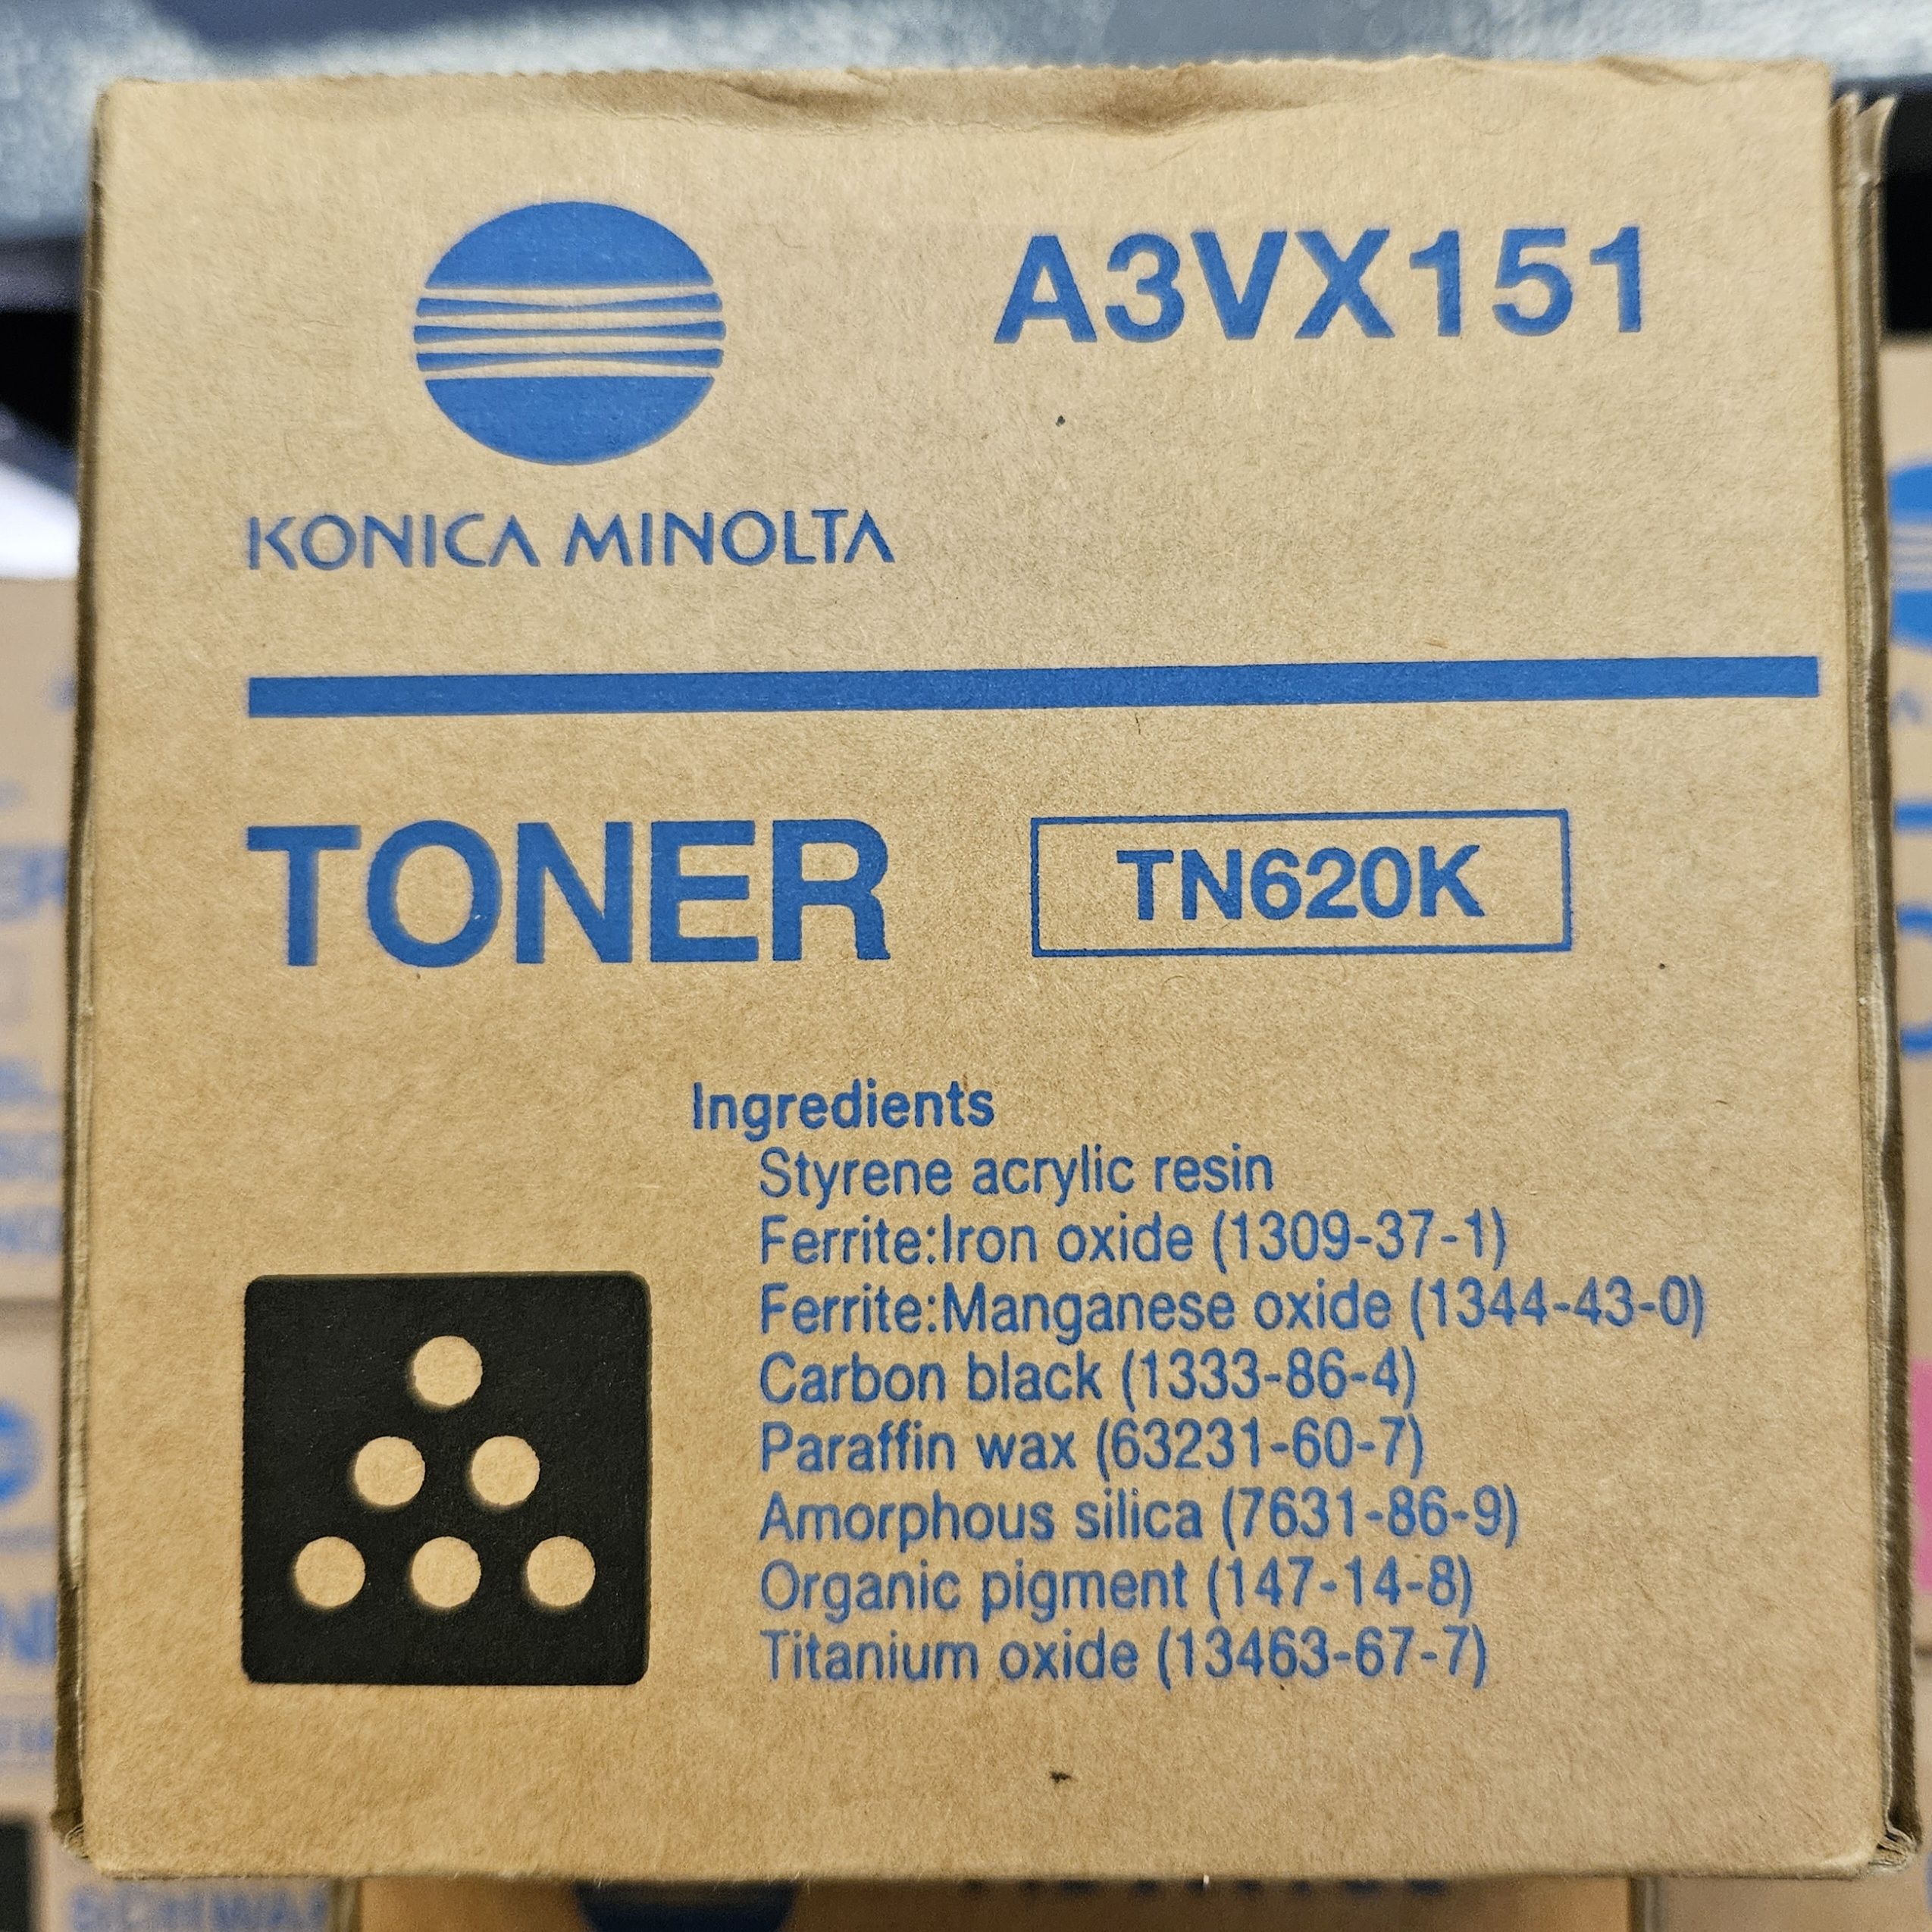 A3VX151
KONICA MINOLTA
TONER
TN620K
Ingredients
Styrene acrylic resin
Ferrite:Iron oxide (1309-37-1)
Ferrite:Manganese oxide (1344-43-0)
Carbon black (1333-86-4)
Paraffin wax (63231-60-7)
Amorphous silica (7631-86-9)
Organic pigment (147-14-8)
Titanium oxide (13463-67-7)